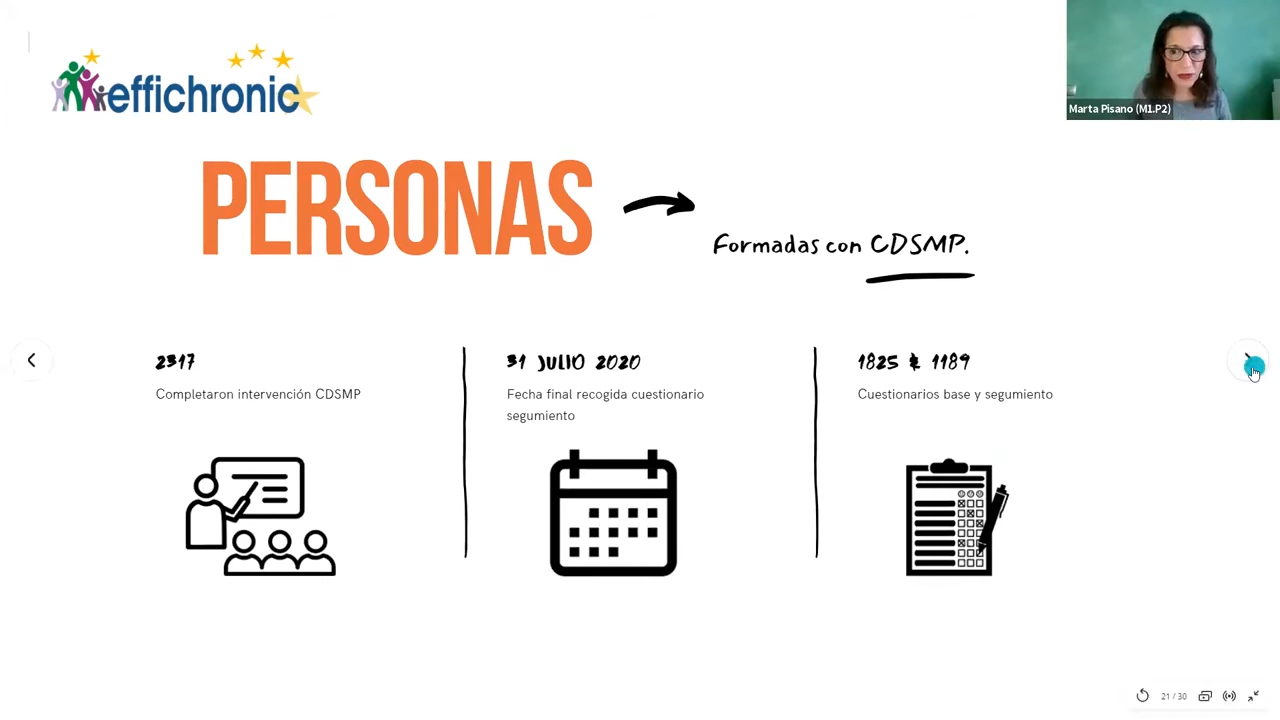 effichronic
Marta Pisano (M1.P2)
PERSONAS
Formadas con CDSMP.
2317
Completaron intervención CDSMP
31 JULIO 2020
Fecha final recogida cuestionario
segumiento
1825 & 1189
Cuestionarios base y segumiento
21 / 30